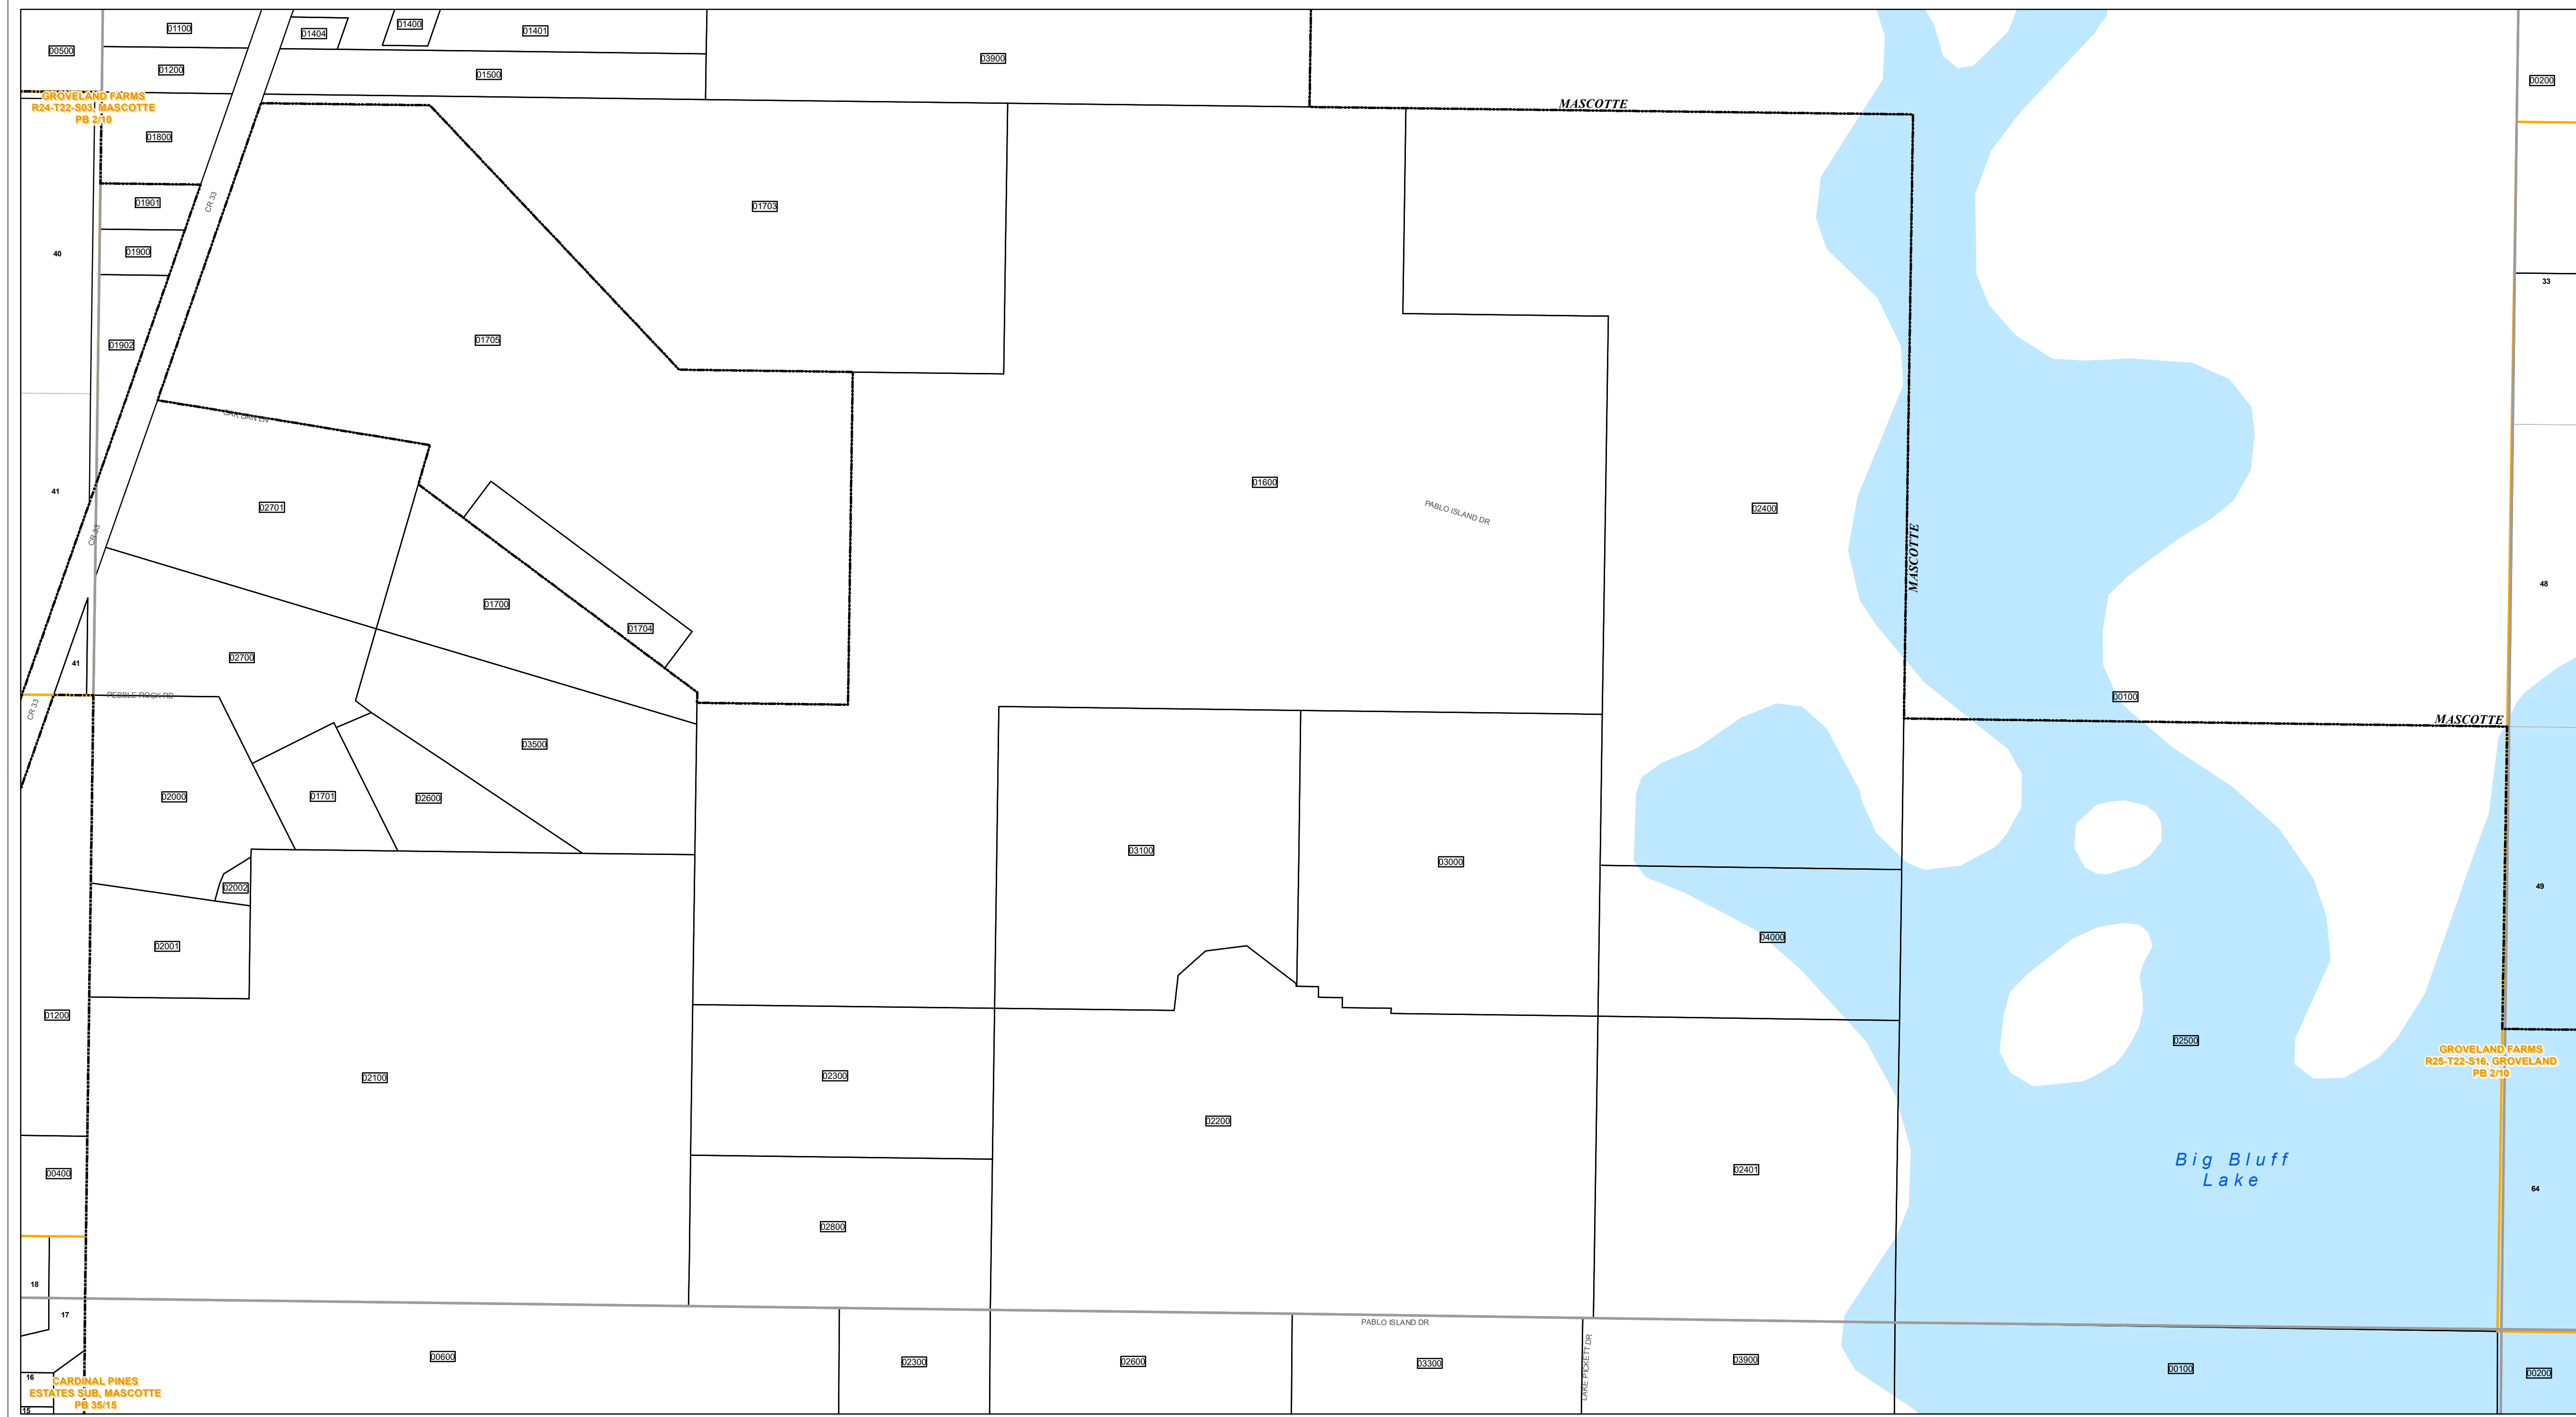 01100
01404
01400
01401
00500
01200
01500
03900
00200
GROVELAND FARMS
R24-T22-S03, MASCOTTE
PB 2/10
MASCOTTE
01800
01901
CR 33
01703
40
01900
33
01902
01705
CAR DAN LN
01600
PABLO ISLAND DR
02400
MASCOTTE
41
02701
CR 33
01700
01704
48
41
02700
PEBBLE ROCK RD
CR 33
00100
MASCOTTE
03500
02000
01701
02600
03100
03000
02002
49
02001
04000
01200
02500
GROVELAND FARMS
R25-T22-S16, GROVELAND
PB 2/10
02100
02300
02200
00400
02401
Big Bluff
Lake
64
02800
18
17
PABLO ISLAND DR
LAKE PICKETT DR
00600
02300
02600
03300
03900
00100
00200
16
CARDINAL PINES
ESTATES SUB, MASCOTTE
PB 35/15
15